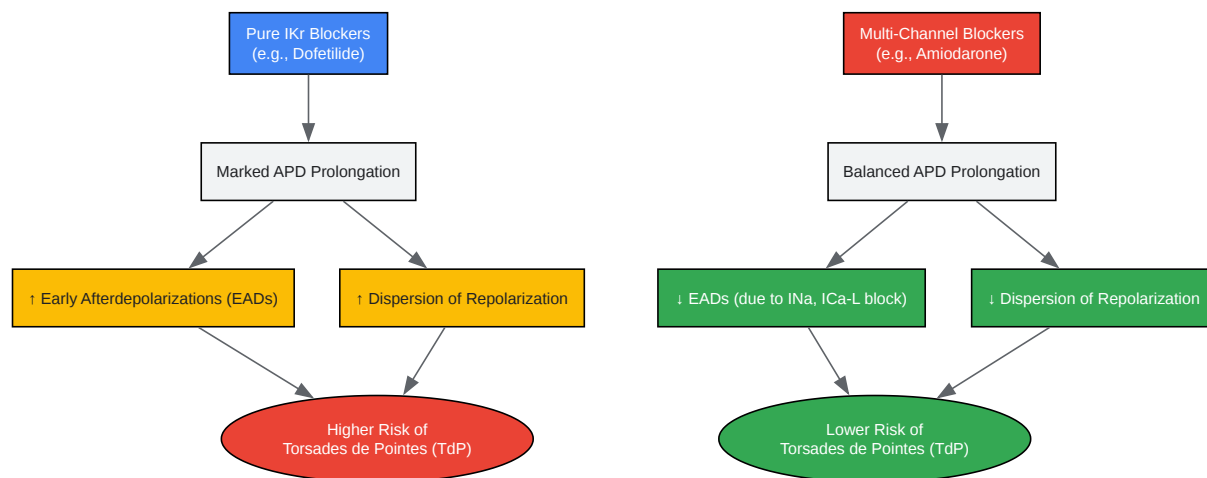 Pure IKr Blockers
(e.g., Dofetilide)
Marked APD Prolongation
↑ Early Afterdepolarizations (EADs)
↑ Dispersion of Repolarization
Higher Risk of
Torsades de Pointes (TdP)
Multi-Channel Blockers
(e.g., Amiodarone)
Balanced APD Prolongation
↓ EADs (due to INa, ICa-L block)
↓ Dispersion of Repolarization
Lower Risk of
Torsades de Pointes (TdP)